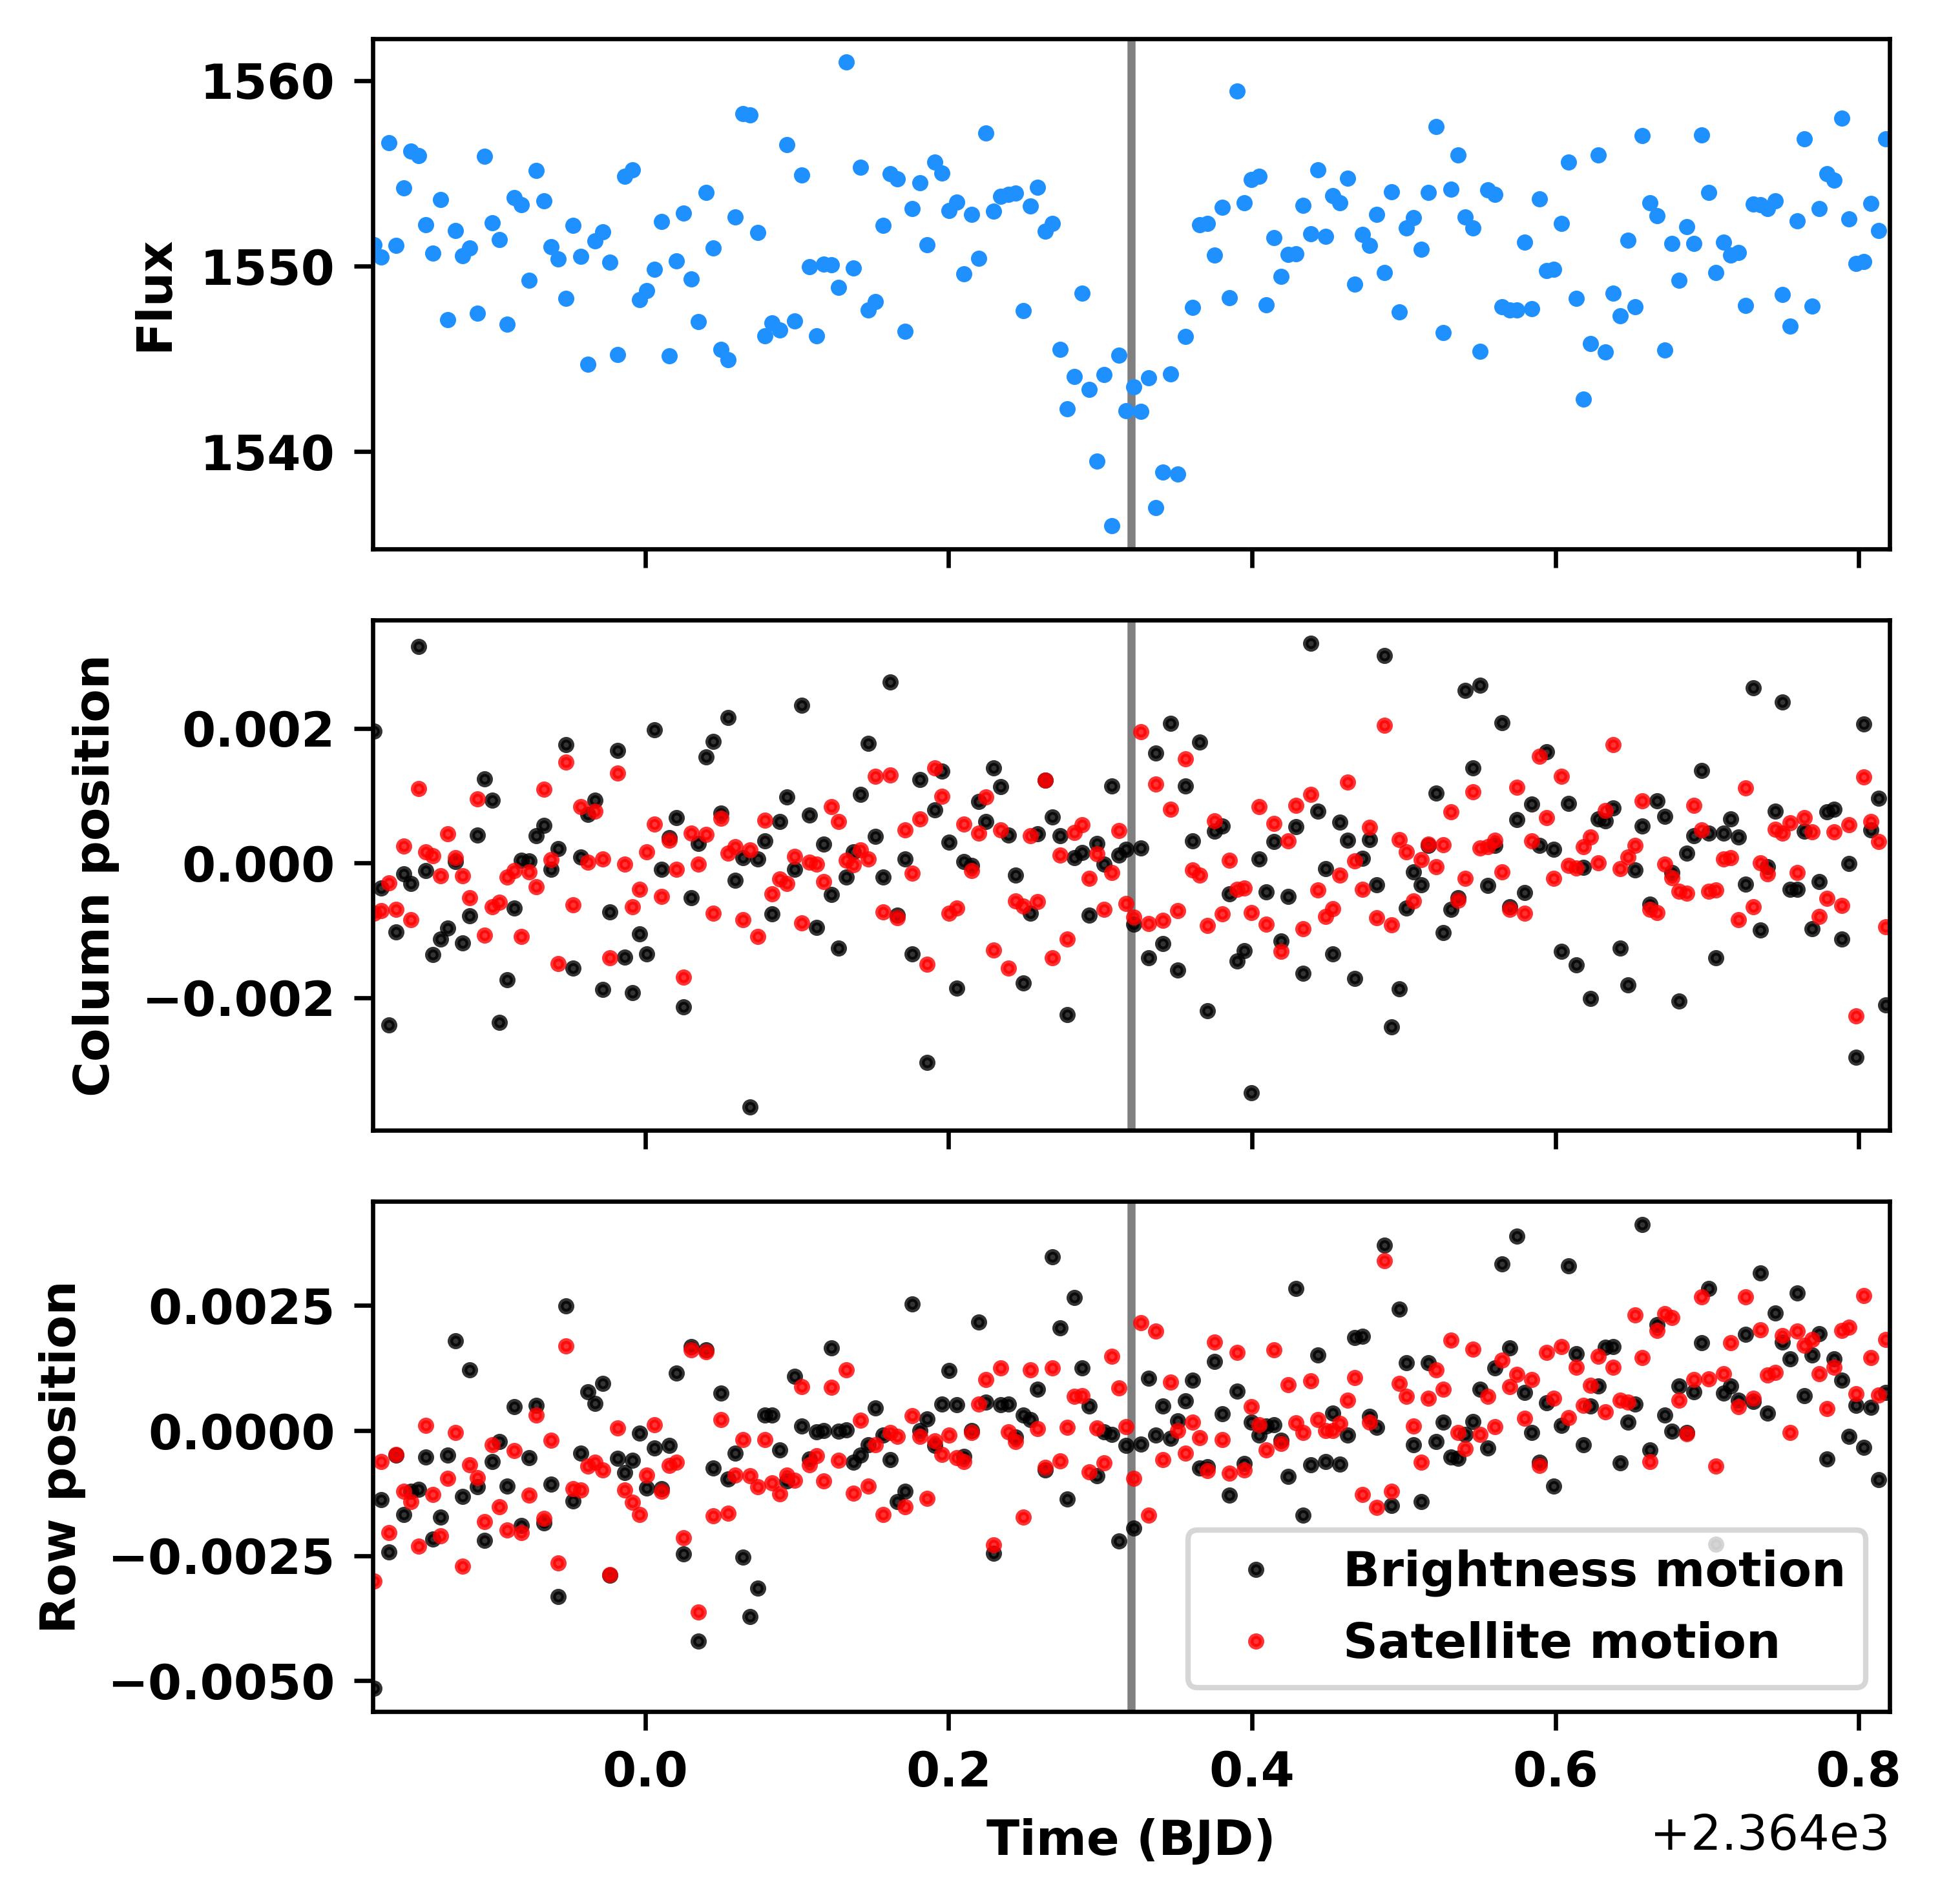 Flux
1560
1550
1540
Column position
0.002
0.000
−0.002
Row position
0.0025
0.0000
−0.0025
−0.0050
Brightness motion
Satellite motion
0.0 0.2 0.4 0.6 0.8
Time (BJD)
+2.364e3